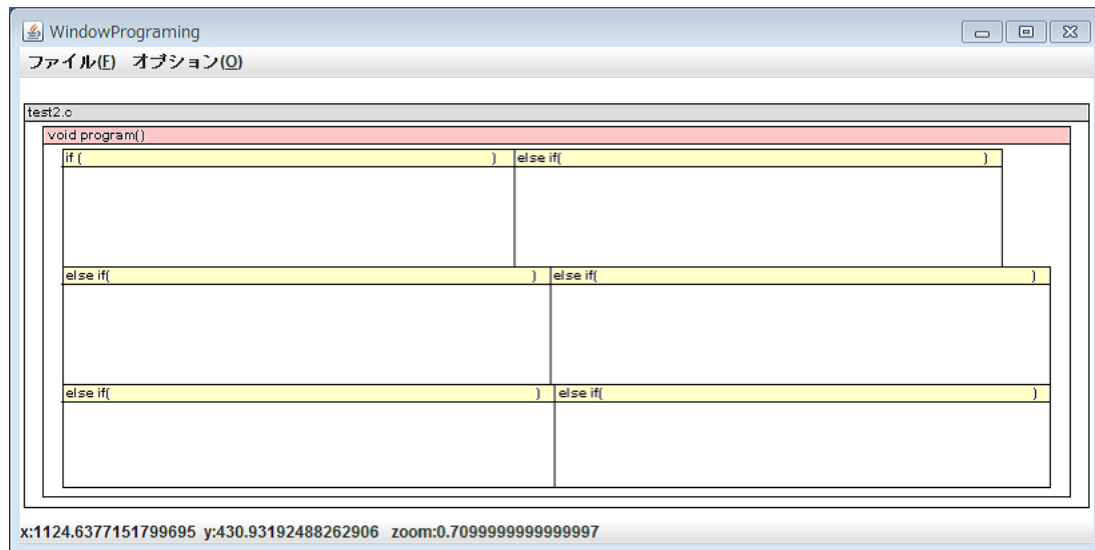 WindowPrograming
ファイル(F) オプション(O)
test2.c
void program()
if ( ) else if( )
else if( ) else if( )
else if( ) else if( )
x:1124.6377151799695 y:430.93192488262906 zoom:0.7099999999999997